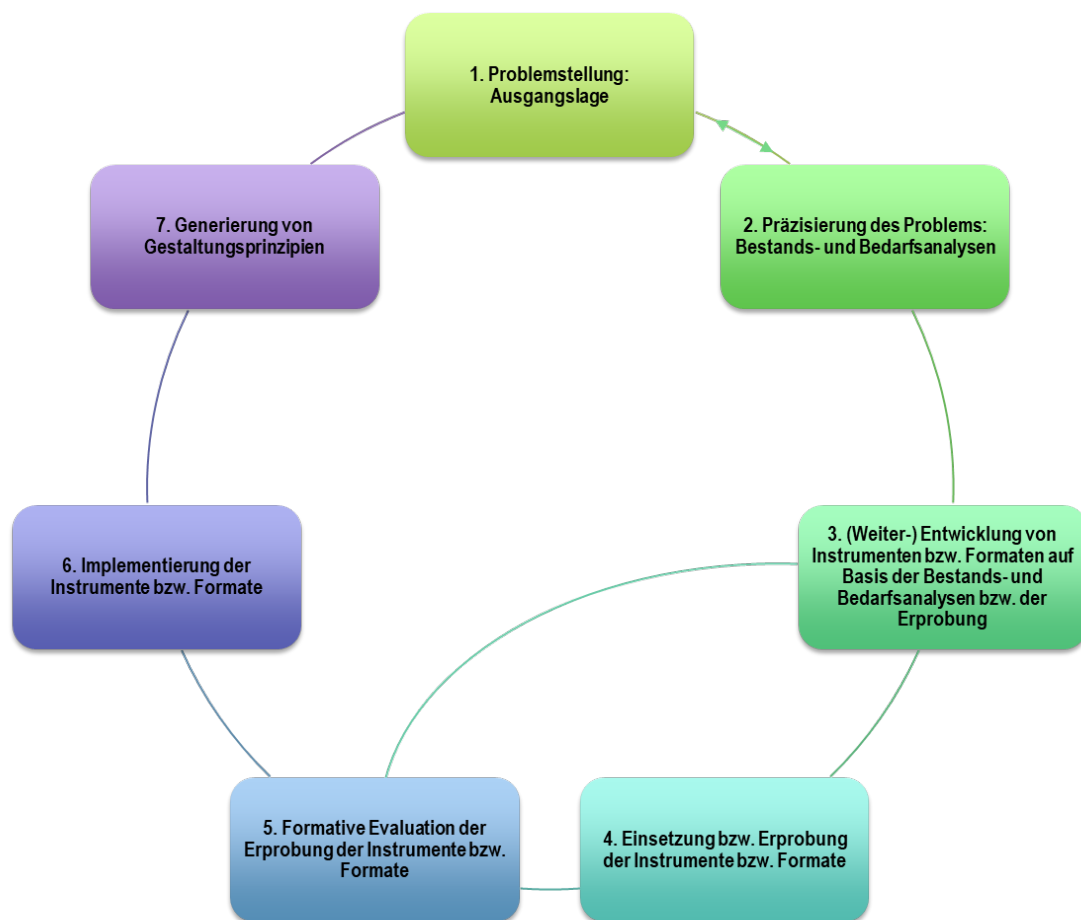 1. Problemstellung:
Ausgangslage
2. Präzisierung des Problems:
Bestands- und Bedarfsanalysen
3. (Weiter-) Entwicklung von
Instrumenten bzw. Formaten auf
Basis der Bestands- und
Bedarfsanalysen bzw. der
Erprobung
4. Einsetzung bzw. Erprobung
der Instrumente bzw. Formate
5. Formative Evaluation der
Erprobung der Instrumente bzw.
Formate
6. Implementierung der
Instrumente bzw. Formate
7. Generierung von
Gestaltungsprinzipien